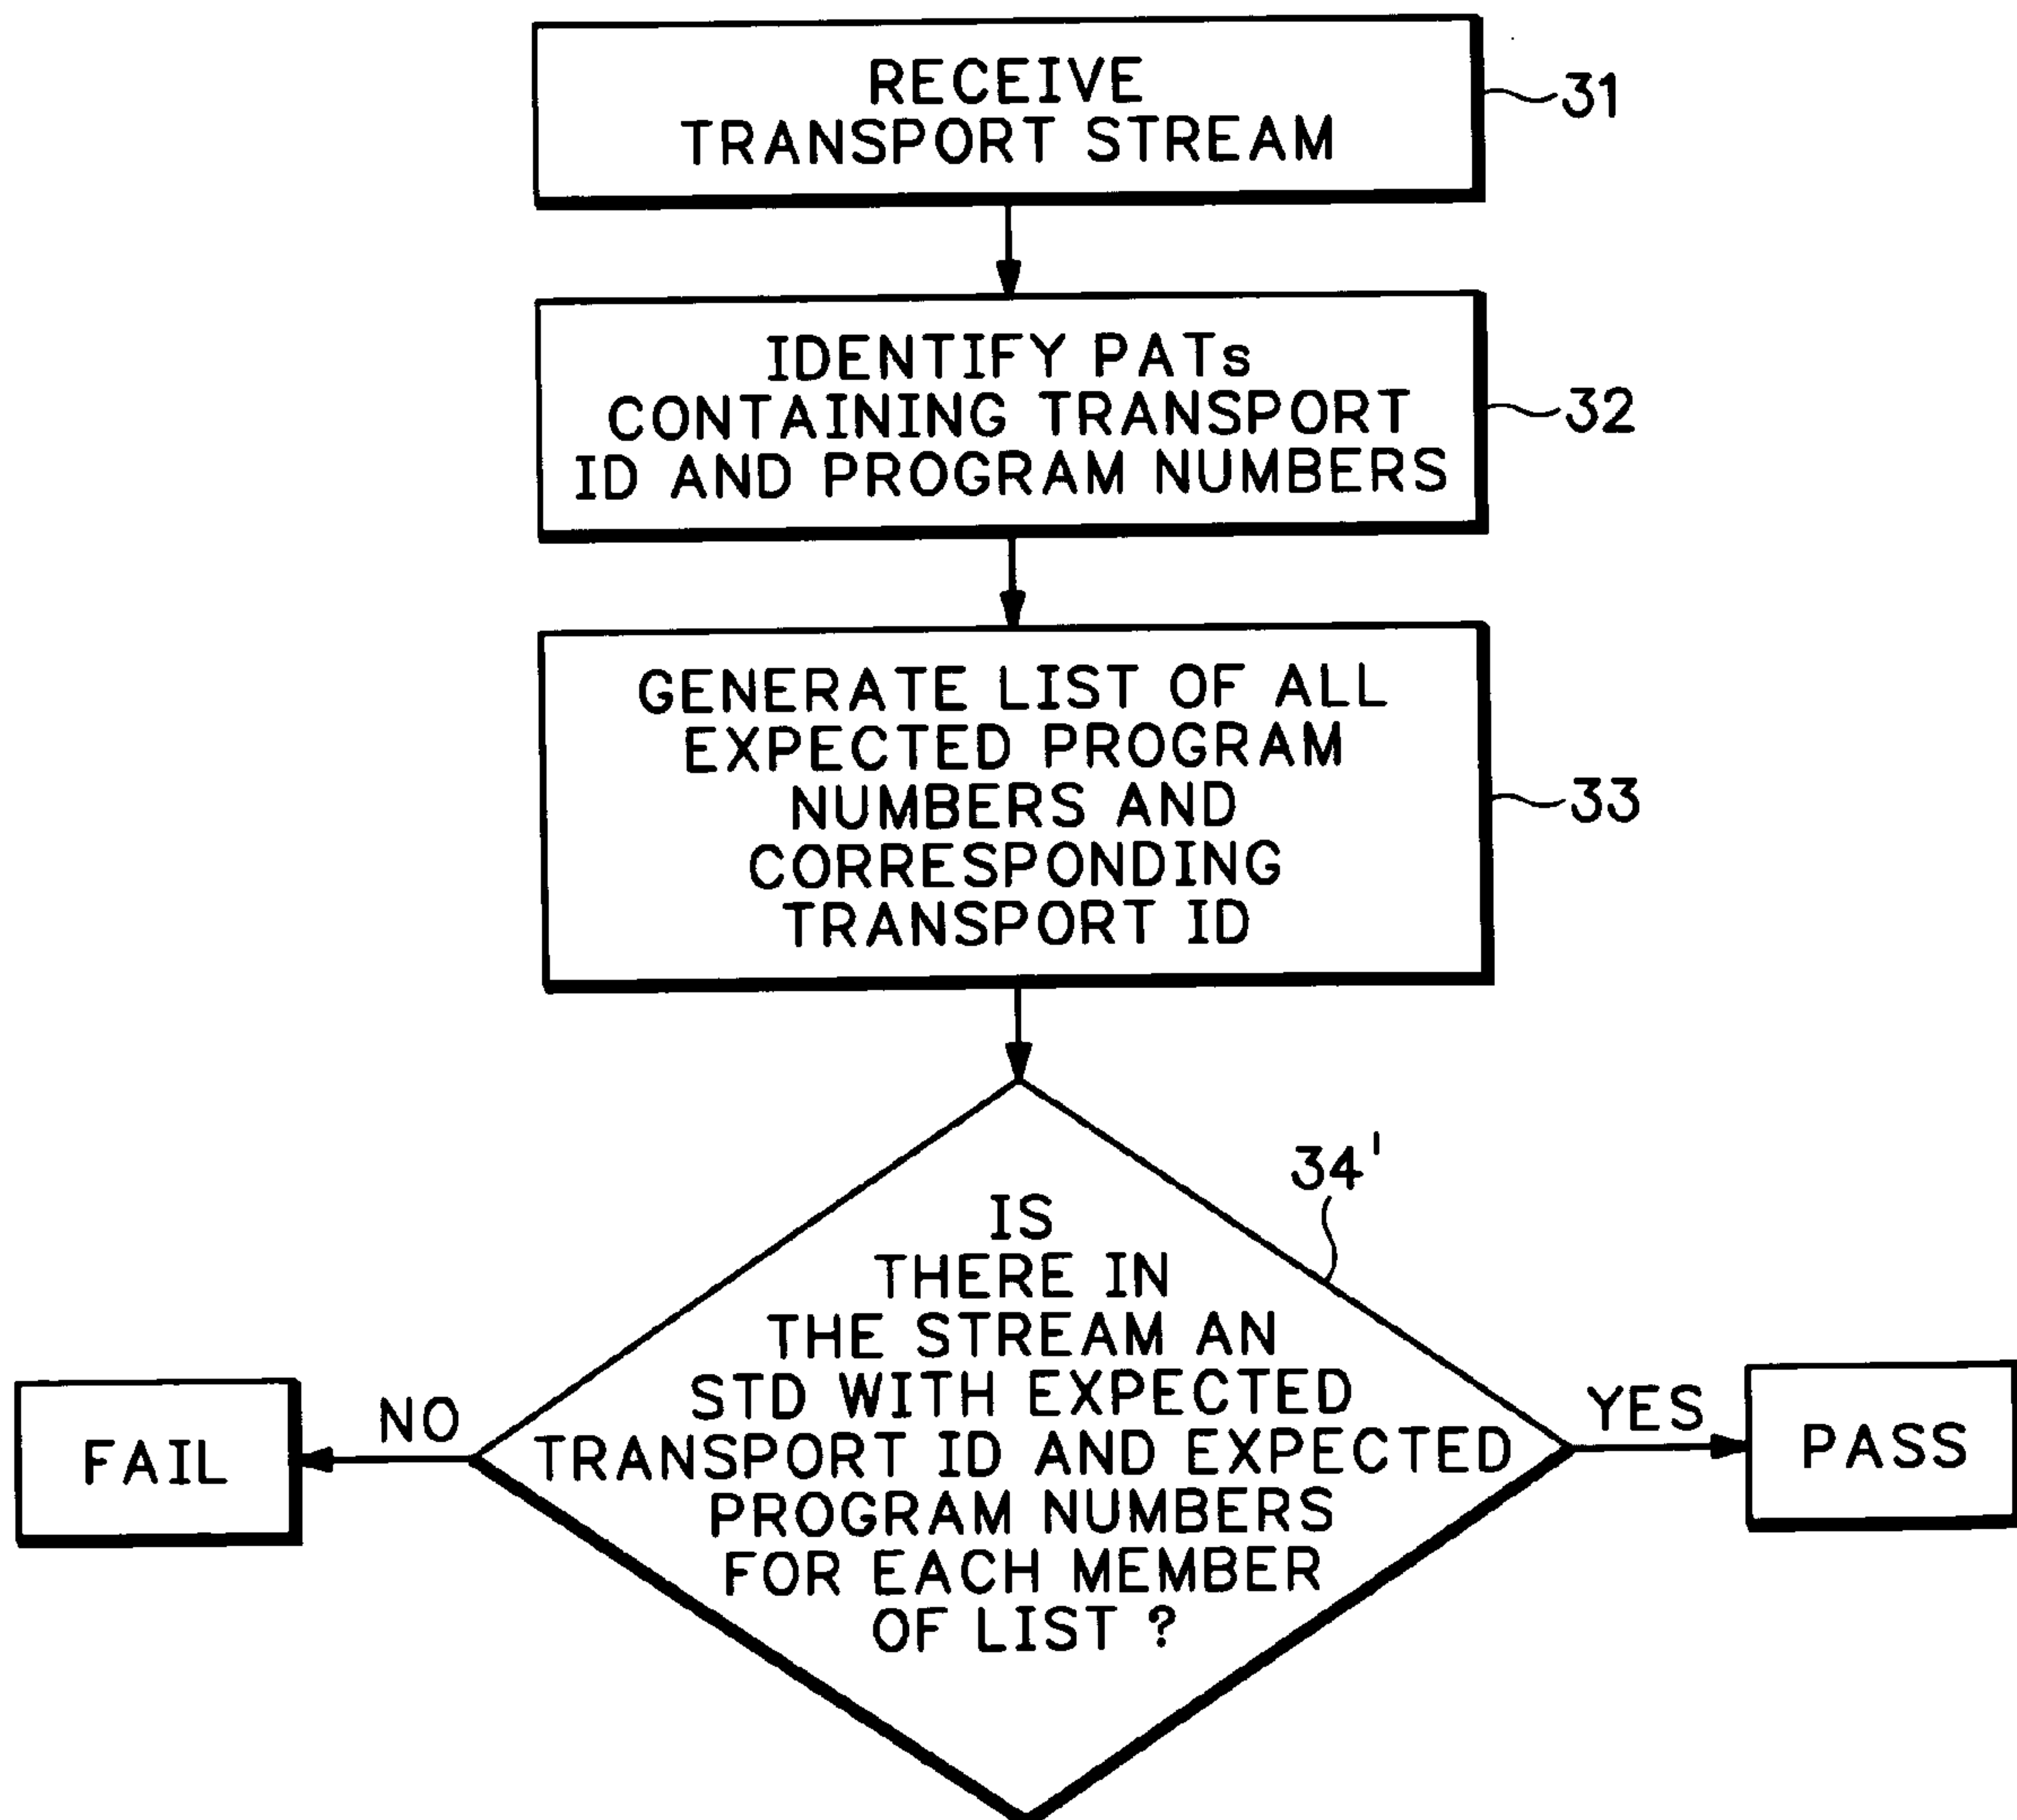 RECEIVE
TRANSPORT STREAM
31
IDENTIFY PATs
CONTAINING TRANSPORT
ID AND PROGRAM NUMBERS
32
GENERATE LIST OF ALL
EXPECTED PROGRAM
NUMBERS AND
CORRESPONDING
TRANSPORT ID
33
34'
IS
THERE IN
THE STREAM AN
STD WITH EXPECTED
TRANSPORT ID AND EXPECTED
PROGRAM NUMBERS
FOR EACH MEMBER
OF LIST ?
NO
FAIL
YES
PASS